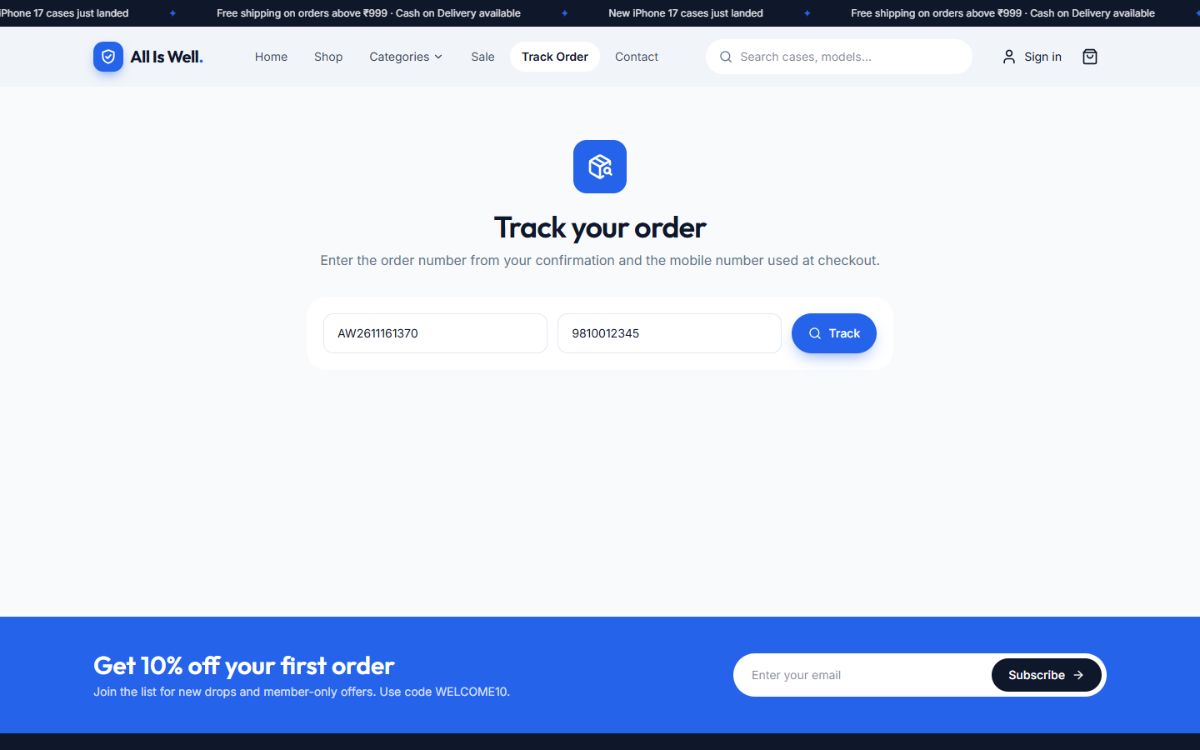 iPhone 17 cases just landed ✦ Free shipping on orders above ₹999 · Cash on Delivery available ✦ New iPhone 17 cases just landed ✦ Free shipping on orders above ₹999 · Cash on Delivery available ✦
All Is Well. Home Shop Categories Sale Track Order Contact Search cases, models... Sign in
Track your order
Enter the order number from your confirmation and the mobile number used at checkout.
AW2611161370 9810012345 Track
Get 10% off your first order
Join the list for new drops and member-only offers. Use code WELCOME10.
Enter your email Subscribe →